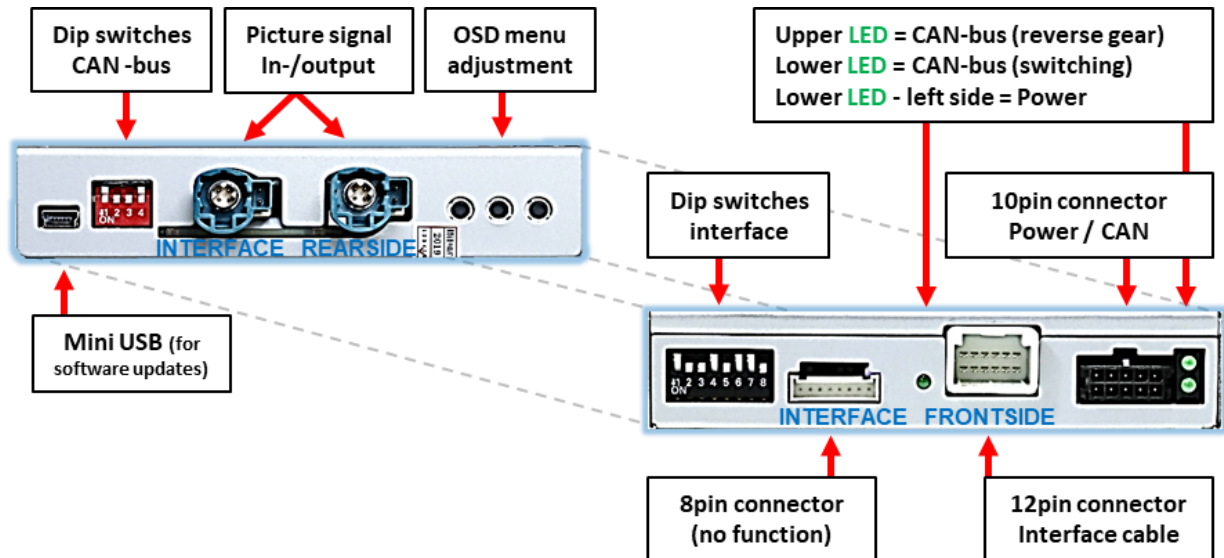 Dip switches
CAN -bus
Picture signal
In-/output
OSD menu
adjustment
Upper LED = CAN-bus (reverse gear)
Lower LED = CAN-bus (switching)
Lower LED - left side = Power
1 2 3 4
ON
INTERFACE REARSIDE
2019
Dip switches
interface
10pin connector
Power / CAN
Mini USB (for
software updates)
1 2 3 4 5 6 7 8
ON
INTERFACE FRONTSIDE
8pin connector
(no function)
12pin connector
Interface cable